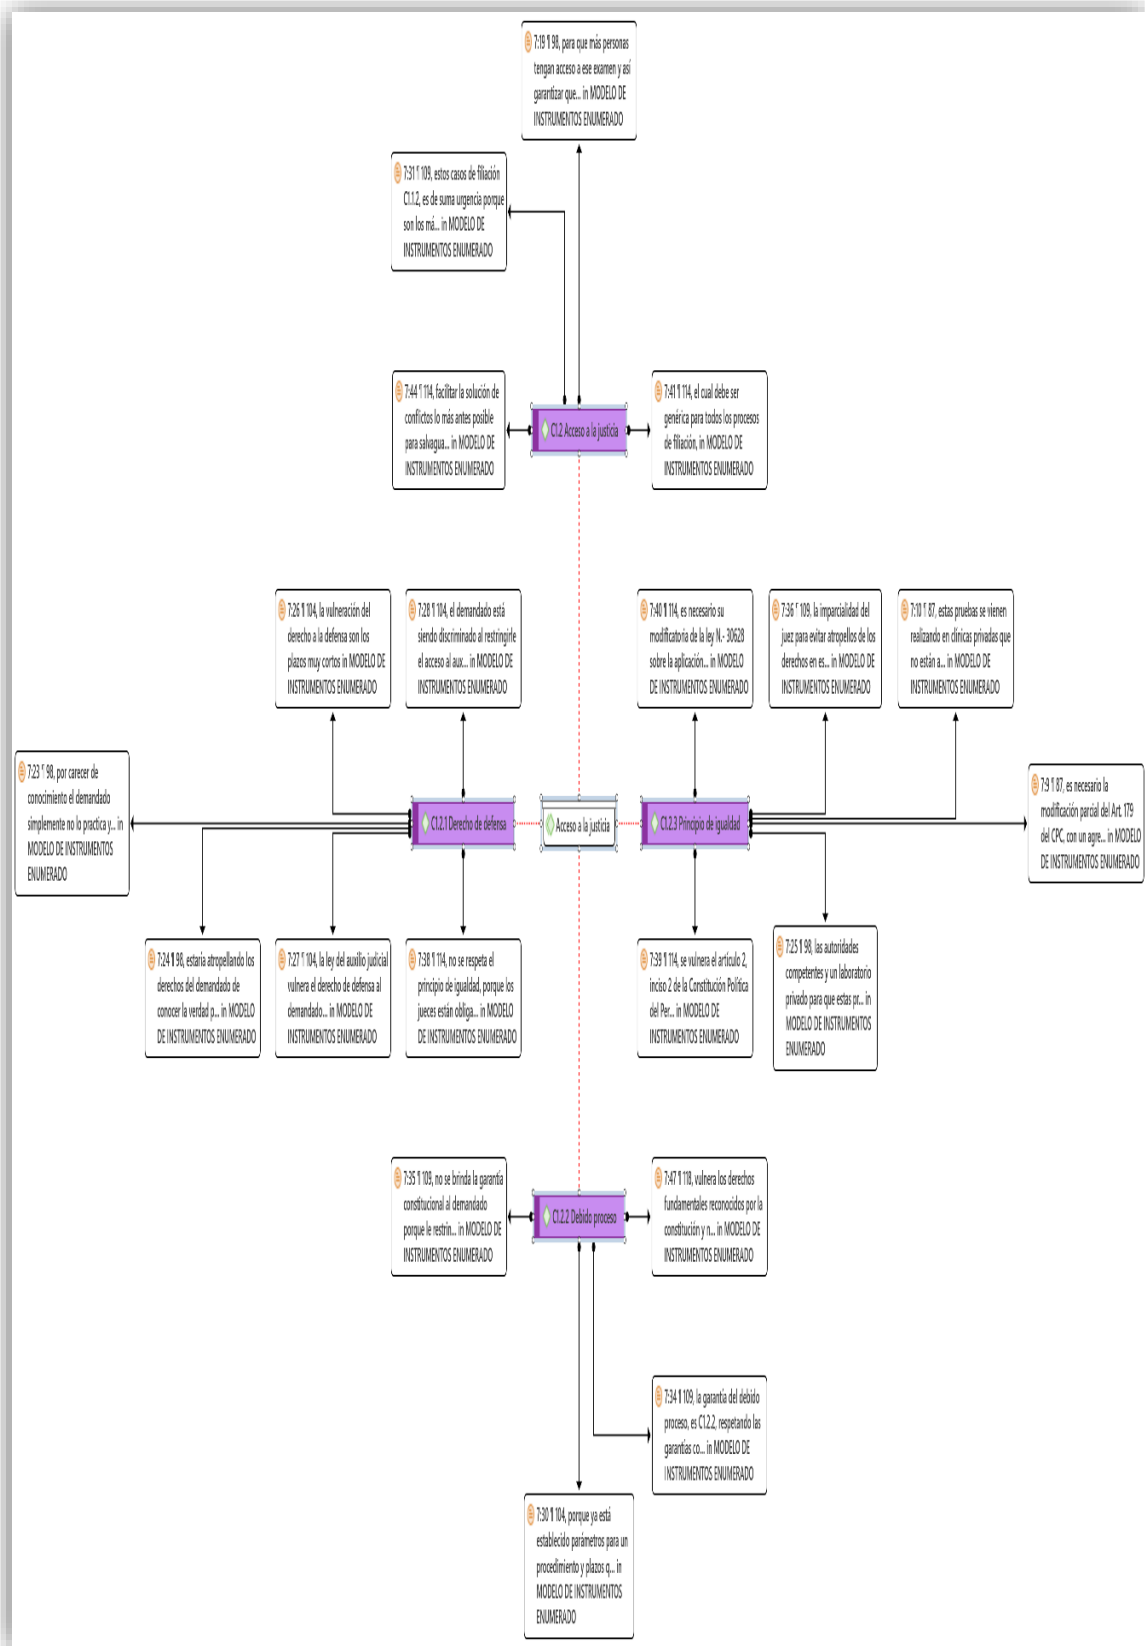 7:19 ¶ 98, para que más personas
tengan acceso a ese examen y así
garantizar que... in MODELO DE
INSTRUMENTOS ENUMERADO
7:31 ¶ 109, estos casos de filiación
C1.1.2, es de suma urgencia porque
son los má... in MODELO DE
INSTRUMENTOS ENUMERADO
7:44 ¶ 114, facilitar la solución de
conflictos lo más antes posible
para salvagua... in MODELO DE
INSTRUMENTOS ENUMERADO
C1.2 Acceso a la justicia
7:41 ¶ 114, el cual debe ser
genérica para todos los procesos
de filiación, in MODELO DE
INSTRUMENTOS ENUMERADO
7:26 ¶ 104, la vulneración del
derecho a la defensa son los
plazos muy cortos in MODELO DE
INSTRUMENTOS ENUMERADO
7:28 ¶ 104, el demandado está
siendo discriminado al restringirle
el acceso al aux... in MODELO DE
INSTRUMENTOS ENUMERADO
7:40 ¶ 114, es necesario su
modificatoria de la ley N.- 30628
sobre la aplicación... in MODELO
DE INSTRUMENTOS ENUMERADO
7:36 ¶ 109, la imparcialidad del
juez para evitar atropellos de los
derechos en es... in MODELO DE
INSTRUMENTOS ENUMERADO
7:10 ¶ 87, estas pruebas se vienen
realizando en clínicas privadas que
no están a... in MODELO DE
INSTRUMENTOS ENUMERADO
7:23 ¶ 98, por carecer de
conocimiento el demandado
simplemente no lo practica y... in
MODELO DE INSTRUMENTOS
ENUMERADO
C1.2.1 Derecho de defensa
Acceso a la justicia
C1.2.3 Principio de igualdad
7:9 ¶ 87, es necesario la
modificación parcial del Art. 179
del CPC, con un agre... in MODELO
DE INSTRUMENTOS ENUMERADO
7:24 ¶ 98, estaría atropellando los
derechos del demandado de
conocer la verdad p... in MODELO
DE INSTRUMENTOS ENUMERADO
7:27 ¶ 104, la ley del auxilio judicial
vulnera el derecho de defensa al
demandado... in MODELO DE
INSTRUMENTOS ENUMERADO
7:38 ¶ 114, no se respeta el
principio de igualdad, porque los
jueces están obliga... in MODELO
DE INSTRUMENTOS ENUMERADO
7:39 ¶ 114, se vulnera el artículo 2,
inciso 2 de la Constitución Política
del Per... in MODELO DE
INSTRUMENTOS ENUMERADO
7:25 ¶ 98, las autoridades
competentes y un laboratorio
privado para que estas pr... in
MODELO DE INSTRUMENTOS
ENUMERADO
7:35 ¶ 109, no se brinda la garantía
constitucional al demandado
porque le restrin... in MODELO DE
INSTRUMENTOS ENUMERADO
C1.2.2 Debido proceso
7:47 ¶ 118, vulnera los derechos
fundamentales reconocidos por la
constitución y n... in MODELO DE
INSTRUMENTOS ENUMERADO
7:34 ¶ 109, la garantía del debido
proceso, es C1.2.2, respetando las
garantías co... in MODELO DE
INSTRUMENTOS ENUMERADO
7:30 ¶ 104, porque ya está
establecido parámetros para un
procedimiento y plazos q... in
MODELO DE INSTRUMENTOS
ENUMERADO